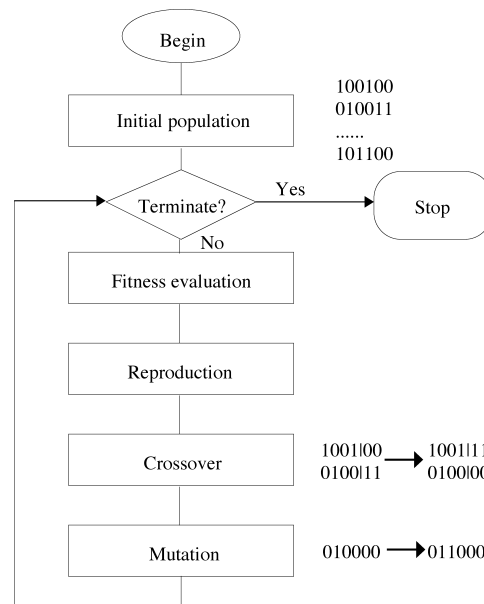 Begin
Initial population
100100
010011
......
101100
Terminate?
Yes
Stop
No
Fitness evaluation
Reproduction
Crossover
1001|00
0100|11
1001|11
0100|00
Mutation
010000
011000